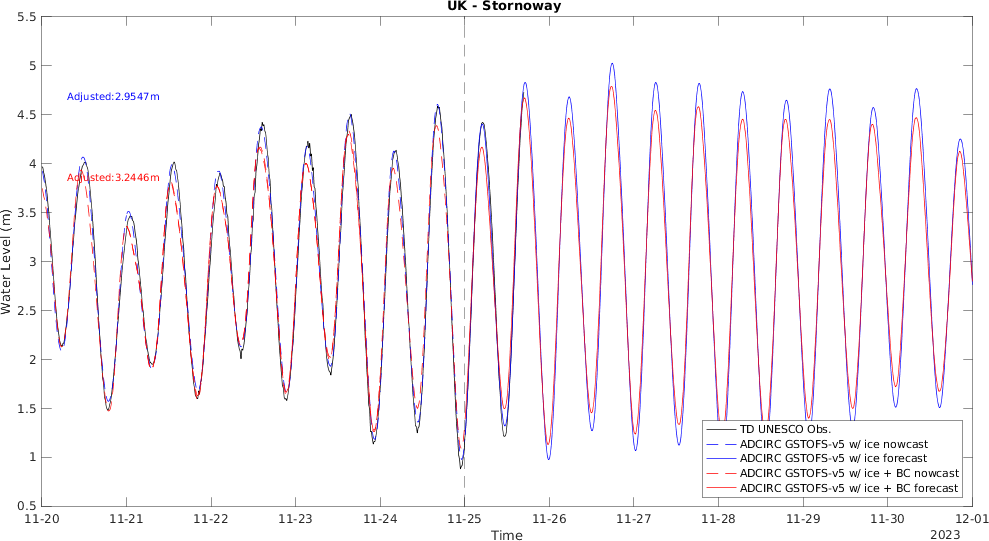 UK - Stornoway
5.5
5
4.5
4
3.5
3
2.5
2
1.5
1
0.5
Water Level (m)
Adjusted:2.9547m
Adjusted:3.2446m
TD UNESCO Obs.
ADCIRC GSTOFS-v5 w/ ice nowcast
ADCIRC GSTOFS-v5 w/ ice forecast
ADCIRC GSTOFS-v5 w/ ice + BC nowcast
ADCIRC GSTOFS-v5 w/ ice + BC forecast
11-20 11-21 11-22 11-23 11-24 11-25 11-26 11-27 11-28 11-29 11-30 12-01
Time
2023